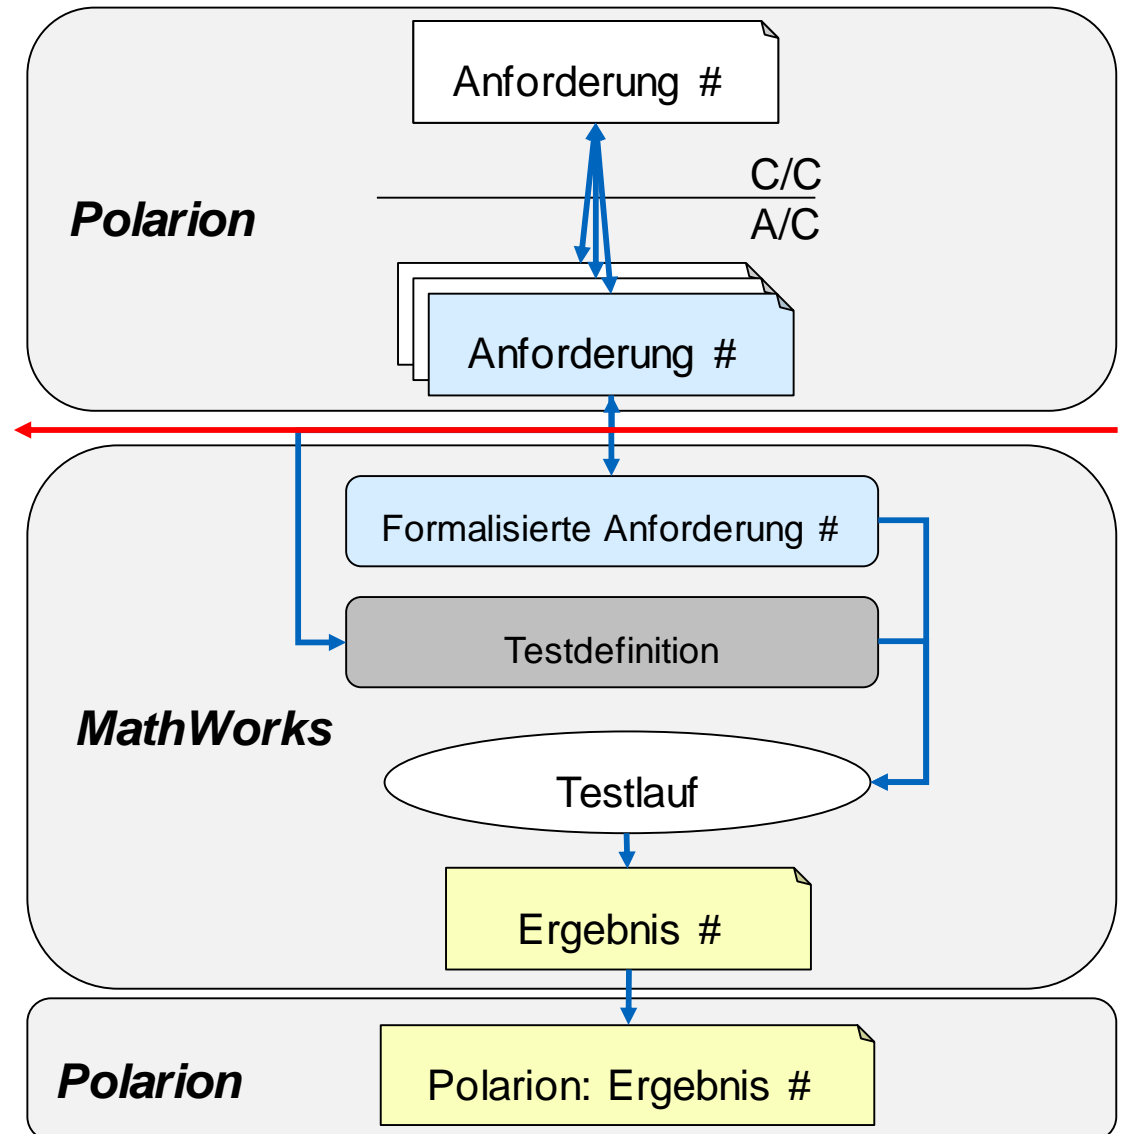 Anforderung #
C/C
Polarion
A/C
Anforderung #
Formalisierte Anforderung #
Testdefinition
MathWorks
Testlauf
Ergebnis #
Polarion
Polarion: Ergebnis #